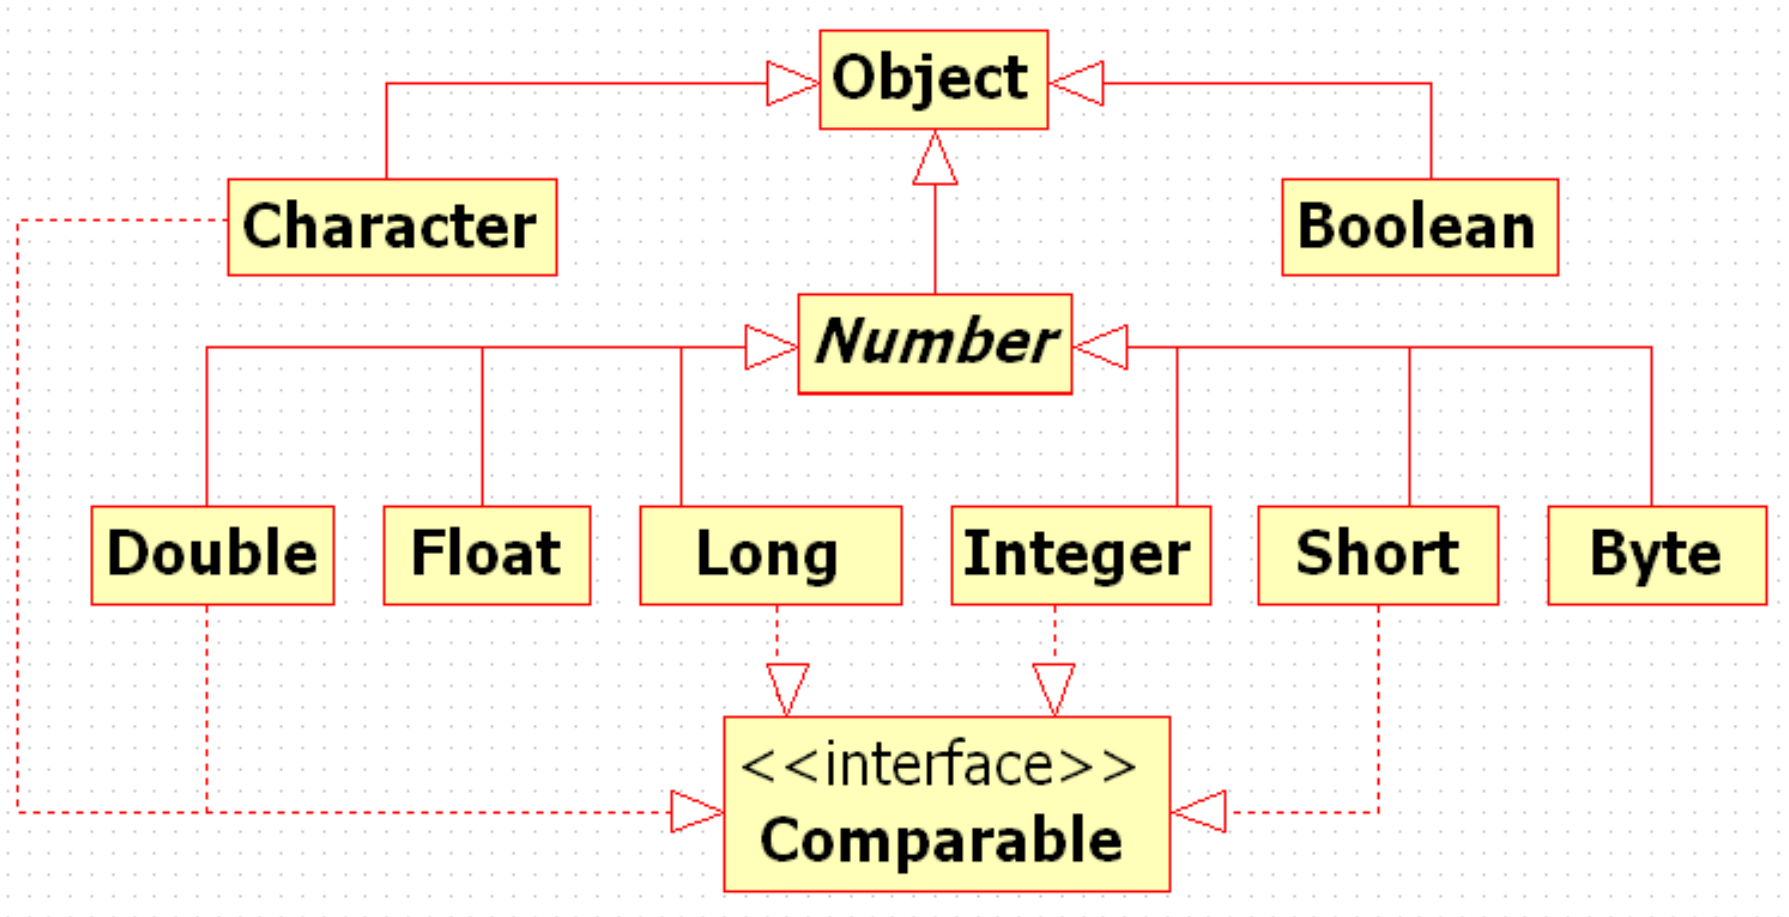 Object
Character
Boolean
Number
Double
Float
Long
Integer
Short
Byte
<<interface>>
Comparable